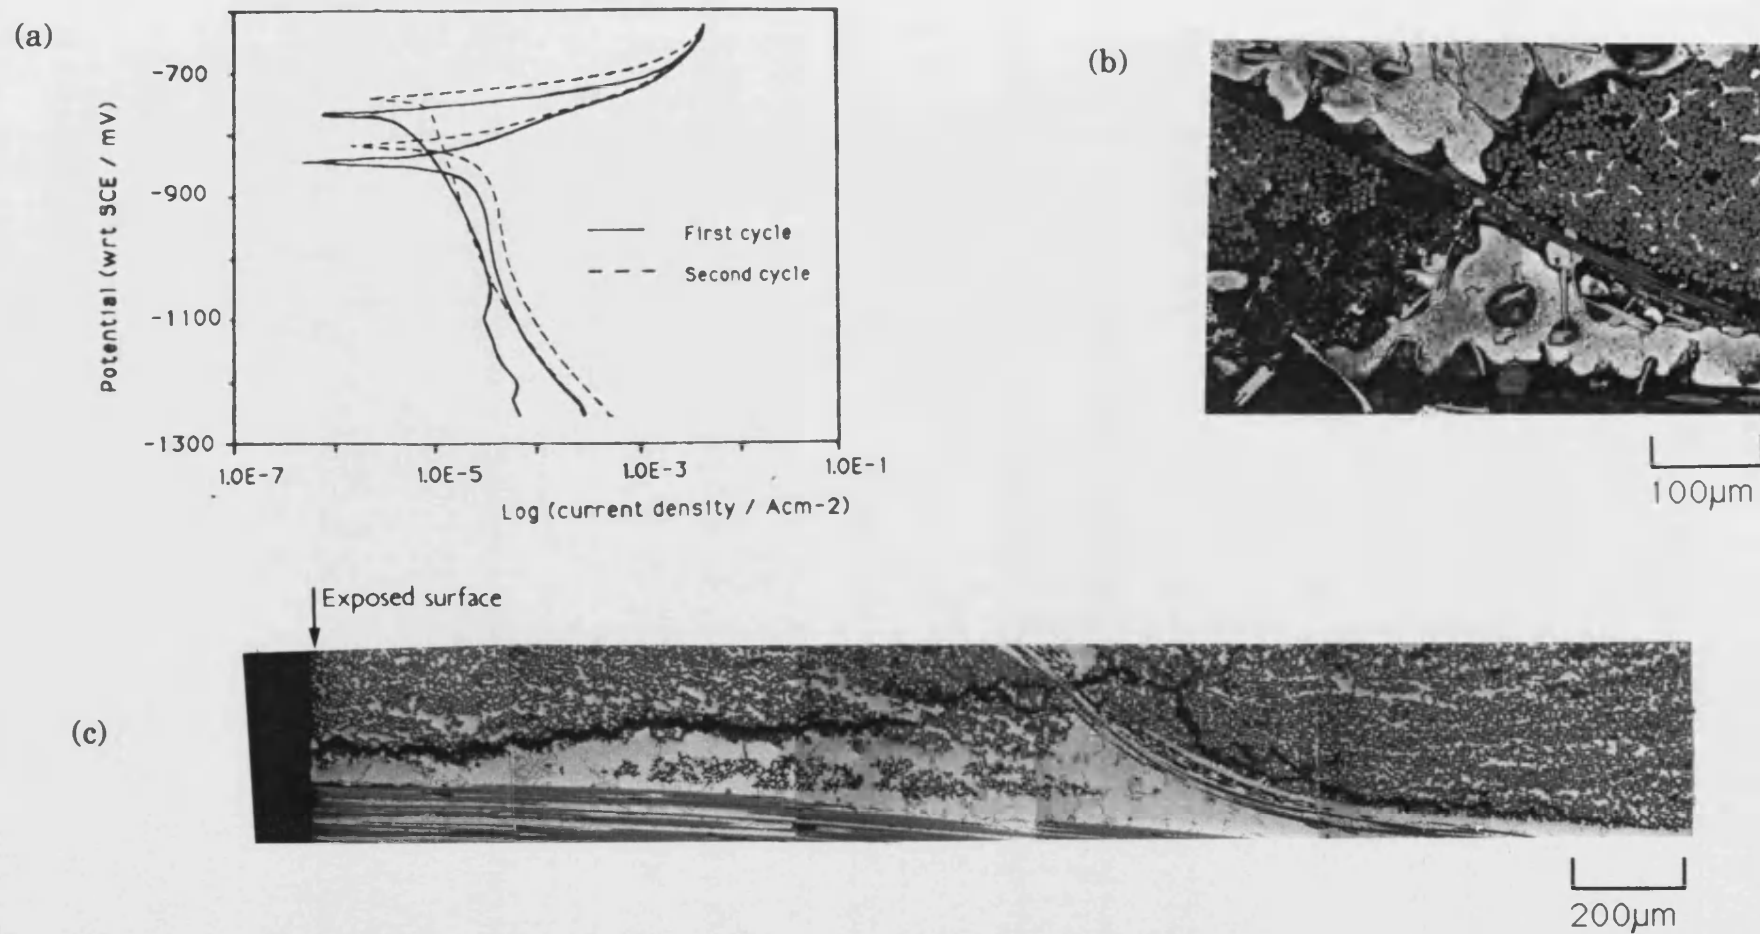 (a)
-700
-900
-1100
-1300
Potential (wrt SCE / mV)
First cycle
Second cycle
1.0E-7
1.0E-5
1.0E-3
1.0E-1
Log (current density / Acm-2)
(b)
100µm
Exposed surface
(c)
200µm